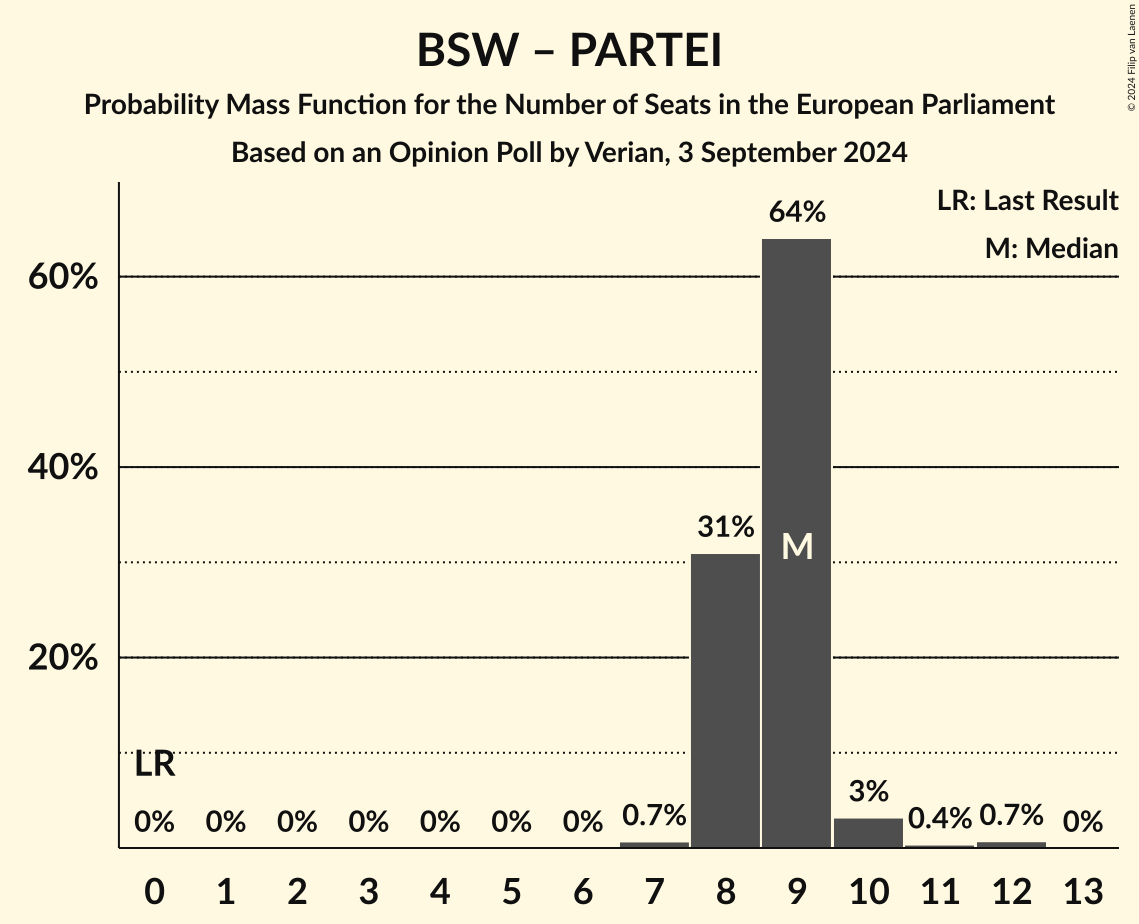 BSW – PARTEI
Probability Mass Function for the Number of Seats in the European Parliament
Based on an Opinion Poll by Verian, 3 September 2024
© 2024 Filip van Laenen
LR: Last Result
M: Median
64%
60%
40%
31%
M
20%
LR
0% 0% 0% 0% 0% 0% 0% 0.7% 3% 0.4% 0.7% 0%
0 1 2 3 4 5 6 7 8 9 10 11 12 13